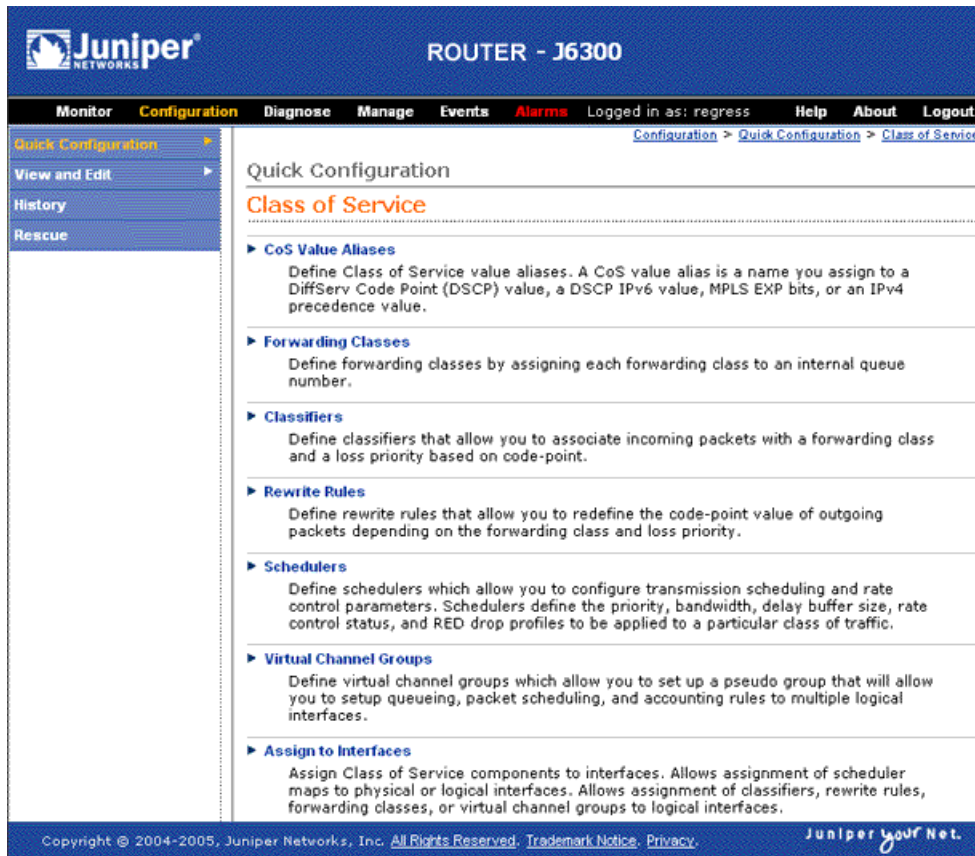 Juniper®
NETWORKS
ROUTER - J6300
Monitor Configuration Diagnose Manage Events Alarms Logged in as: regress Help About Logout
Configuration > Quick Configuration > Class of Service
Quick Configuration
View and Edit
History
Rescue
Quick Configuration
Class of Service
CoS Value Aliases
Define Class of Service value aliases. A CoS value alias is a name you assign to a
DiffServ Code Point (DSCP) value, a DSCP IPv6 value, MPLS EXP bits, or an IPv4
precedence value.
Forwarding Classes
Define forwarding classes by assigning each forwarding class to an internal queue
number.
Classifiers
Define classifiers that allow you to associate incoming packets with a forwarding class
and a loss priority based on code-point.
Rewrite Rules
Define rewrite rules that allow you to redefine the code-point value of outgoing
packets depending on the forwarding class and loss priority.
Schedulers
Define schedulers which allow you to configure transmission scheduling and rate
control parameters. Schedulers define the priority, bandwidth, delay buffer size, rate
control status, and RED drop profiles to be applied to a particular class of traffic.
Virtual Channel Groups
Define virtual channel groups which allow you to set up a pseudo group that will allow
you to setup queueing, packet scheduling, and accounting rules to multiple logical
interfaces.
Assign to Interfaces
Assign Class of Service components to interfaces. Allows assignment of scheduler
maps to physical or logical interfaces. Allows assignment of classifiers, rewrite rules,
forwarding classes, or virtual channel groups to logical interfaces.
Copyright © 2004-2005, Juniper Networks, Inc. All Rights Reserved. Trademark Notice. Privacy.
Juniper your Net.